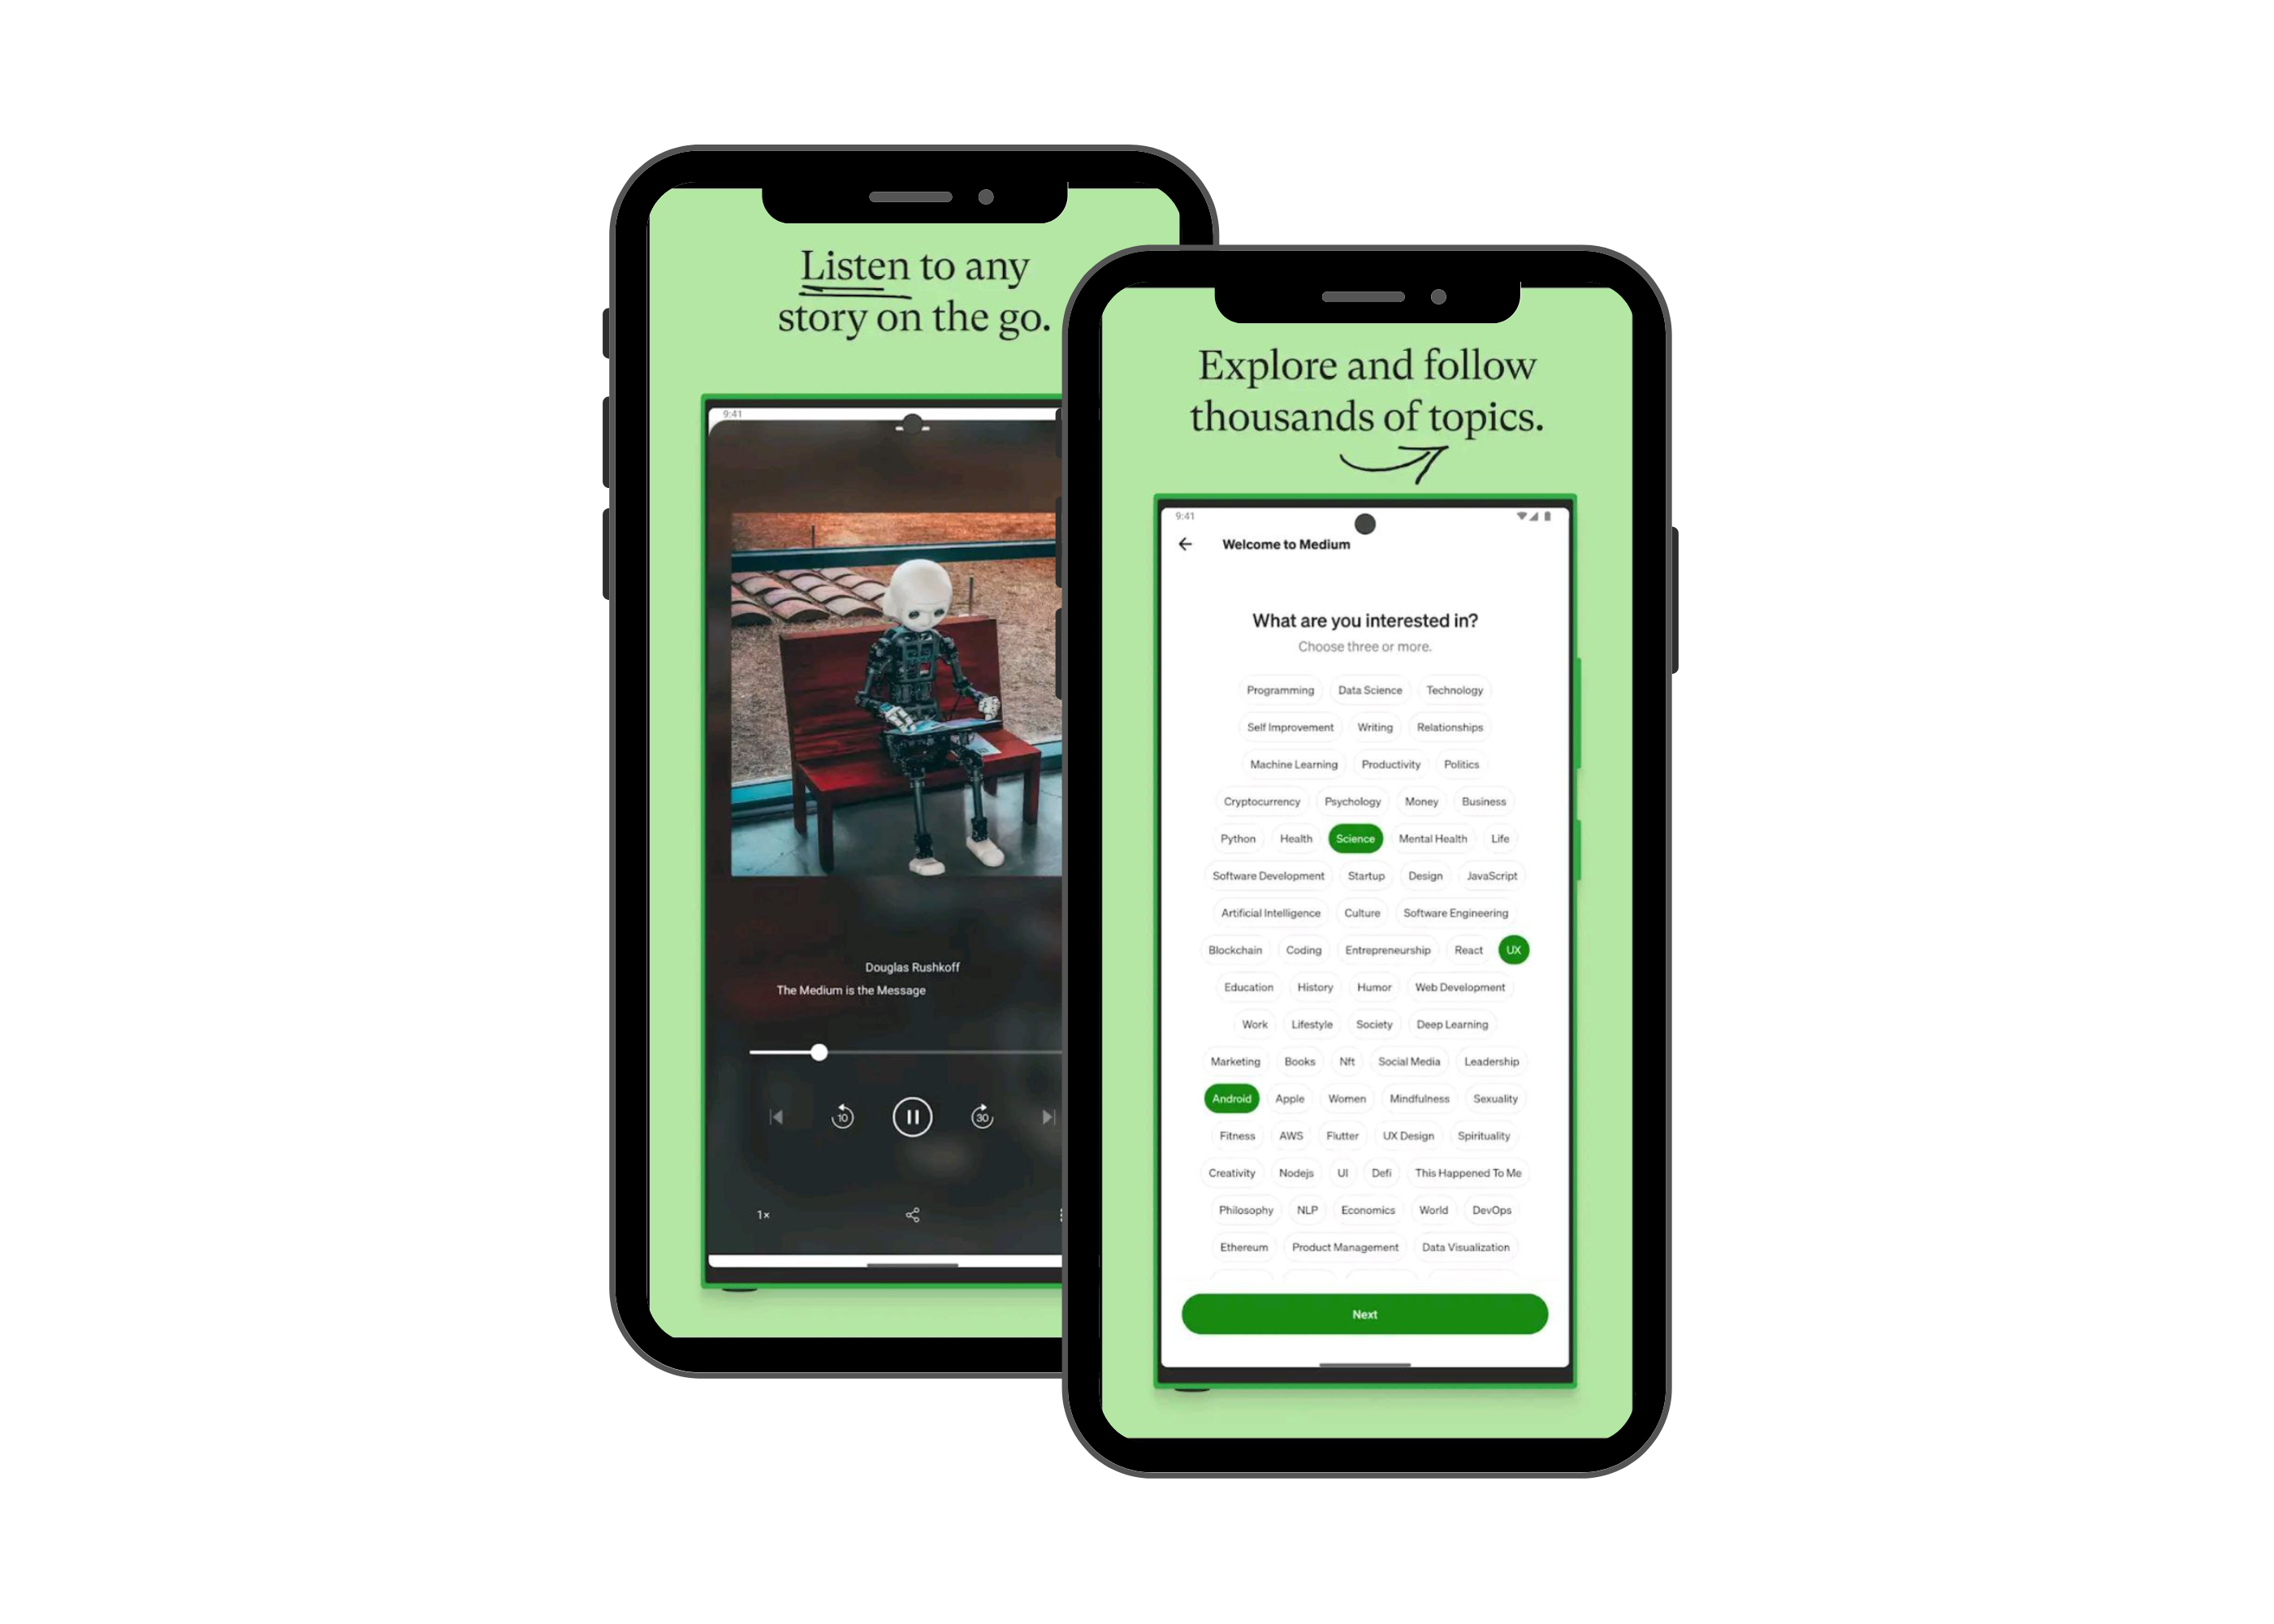 Listen to any
story on the go.
9:41
Douglas Rushkoff
The Medium is the Message
10
30
1×
Explore and follow
thousands of topics.
9:41
Welcome to Medium
What are you interested in?
Choose three or more.
Programming Data Science Technology
Self Improvement Writing Relationships
Machine Learning Productivity Politics
Cryptocurrency Psychology Money Business
Python Health Science Mental Health Life
Software Development Startup Design JavaScript
Artificial Intelligence Culture Software Engineering
Blockchain Coding Entrepreneurship React UX
Education History Humor Web Development
Work Lifestyle Society Deep Learning
Marketing Books Nft Social Media Leadership
Android Apple Women Mindfulness Sexuality
Fitness AWS Flutter UX Design Spirituality
Creativity Nodejs UI Defi This Happened To Me
Philosophy NLP Economics World DevOps
Ethereum Product Management Data Visualization
Next